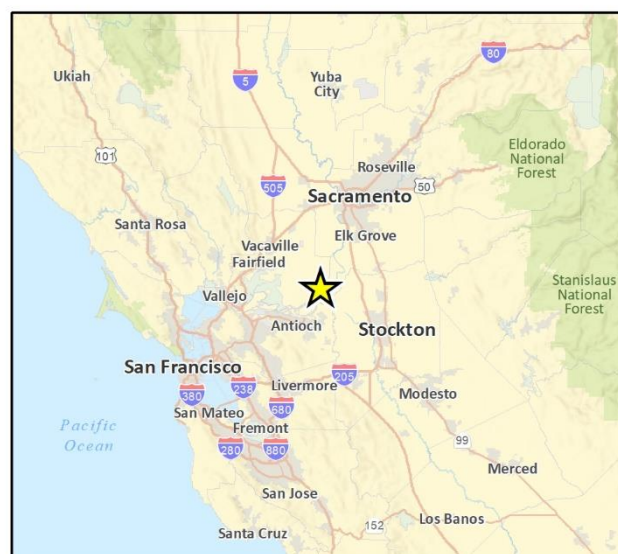 Ukiah
5
Yuba
City
80
101
Roseville
Eldorado
National
Forest
505
50
Sacramento
Santa Rosa
Elk Grove
Vacaville
Fairfield
Stanislaus
National
Forest
Vallejo
Antioch
Stockton
San Francisco
205
Livermore
238
380
Modesto
680
San Mateo
Pacific
Ocean
Fremont
99
280
880
Merced
San Jose
Los Banos
152
Santa Cruz